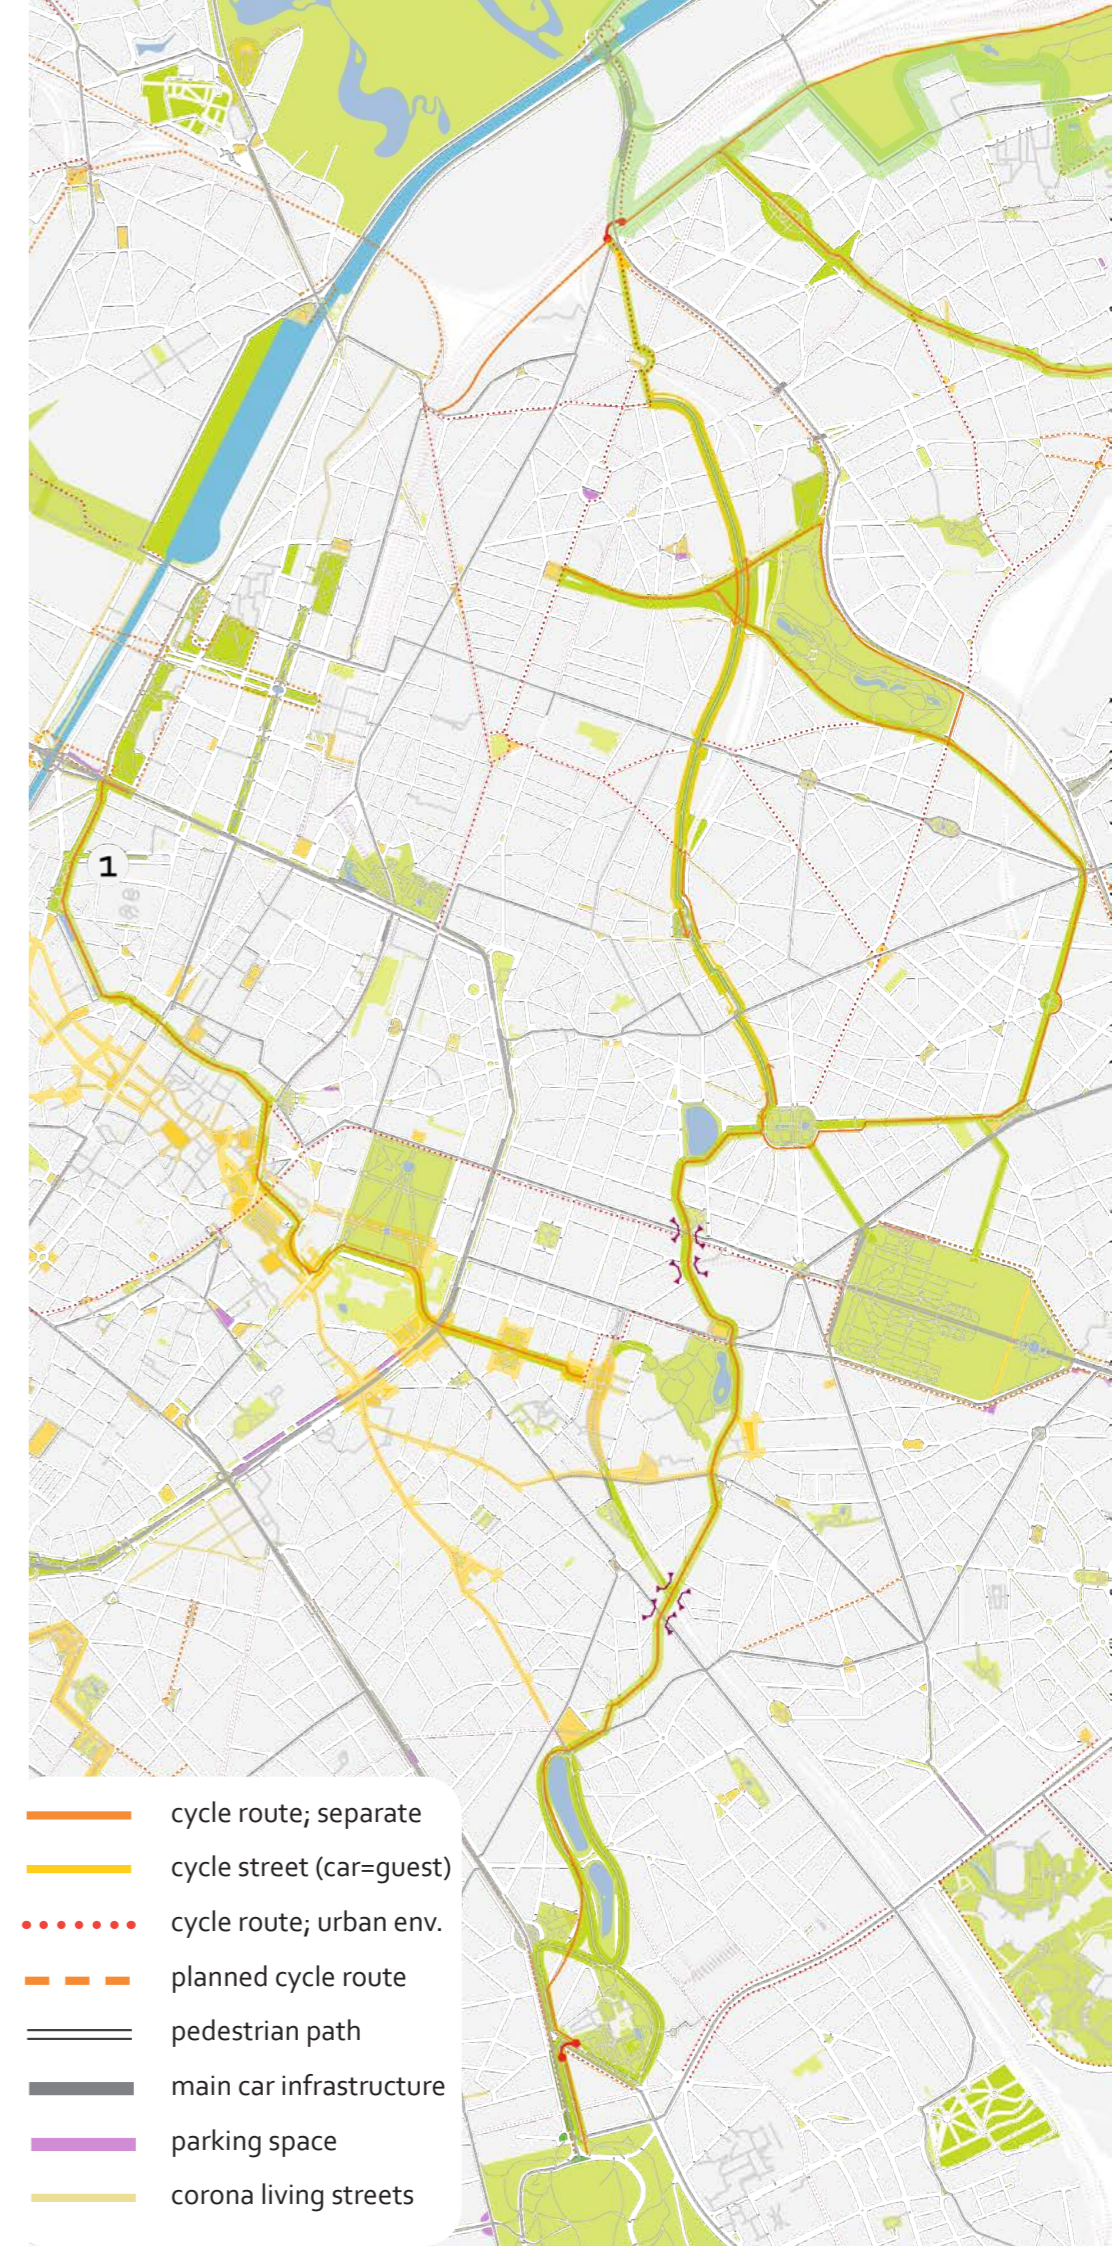 1
cycle route; separate
cycle street (car=guest)
cycle route; urban env.
planned cycle route
pedestrian path
main car infrastructure
parking space
corona living streets